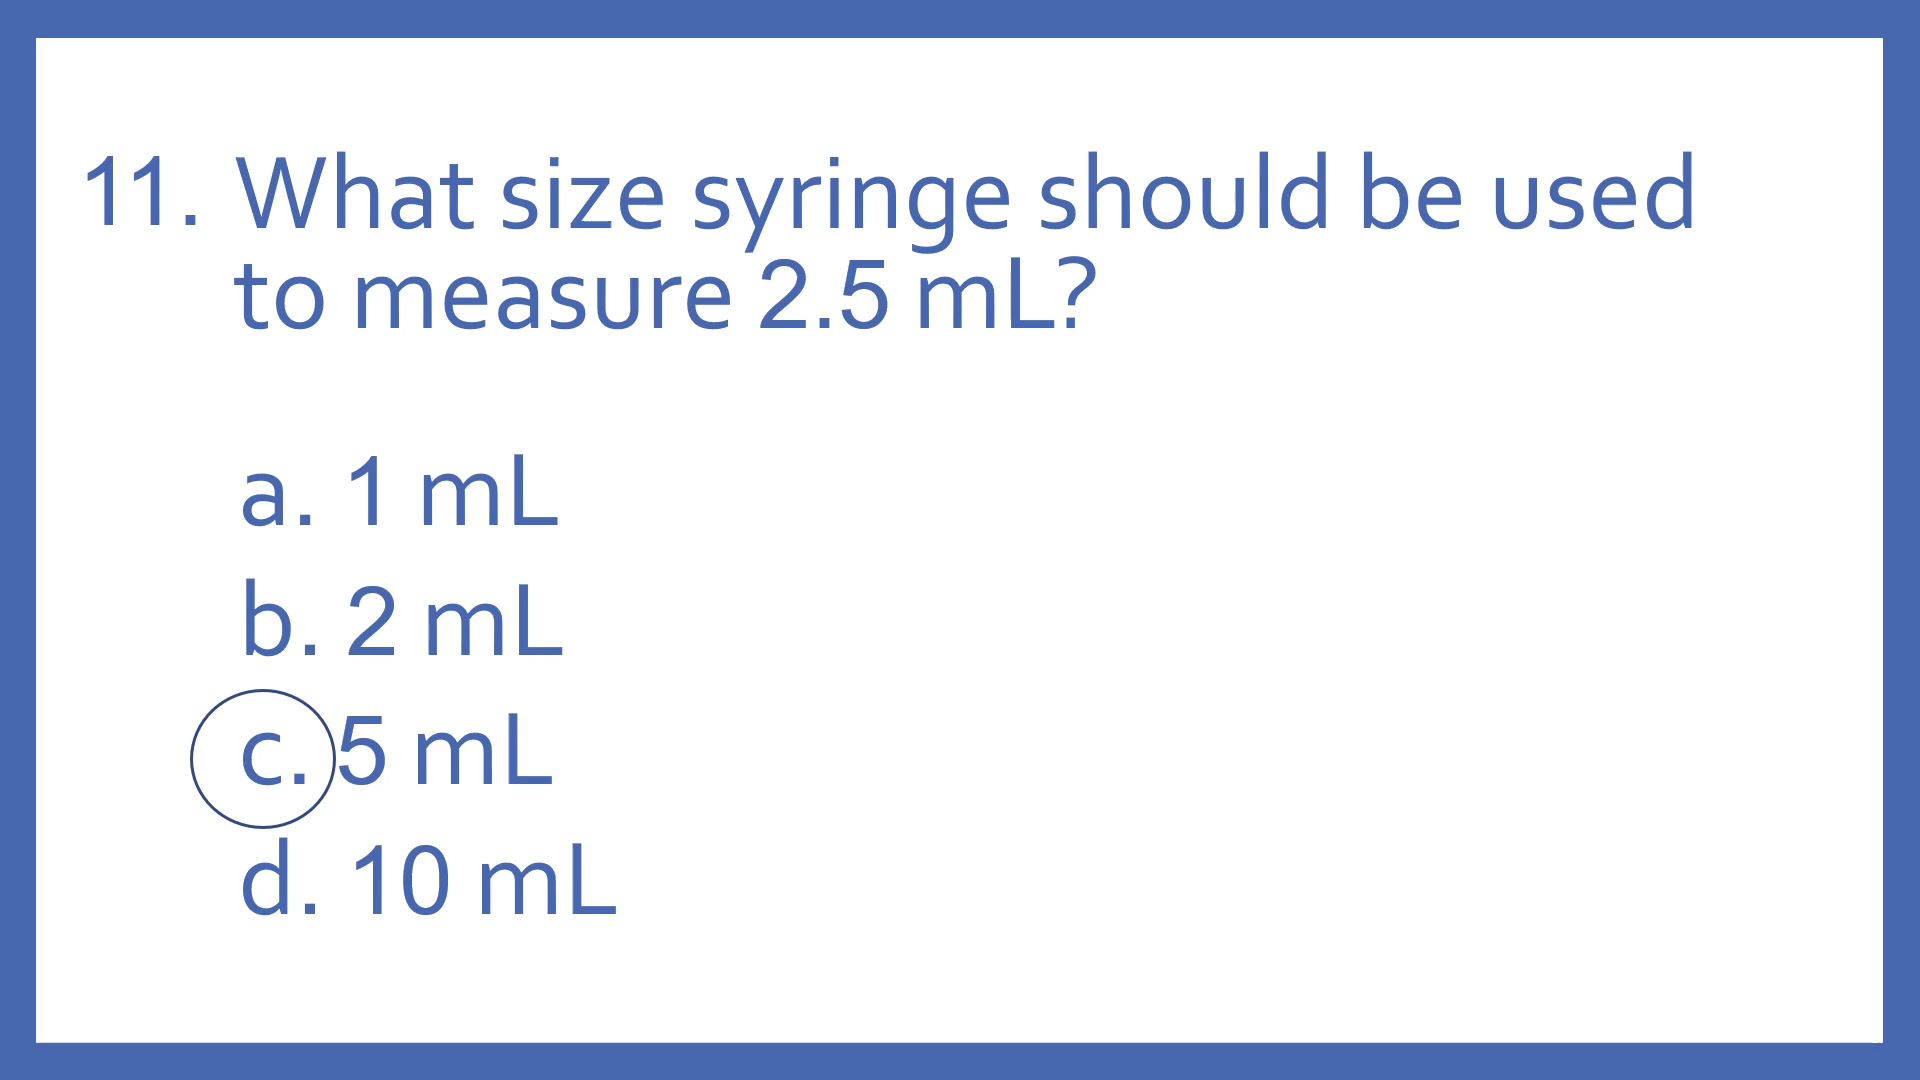 11. What size syringe should be used
to measure 2.5 mL?
a. 1 mL
b. 2 mL
c. 5 mL
d. 10 mL